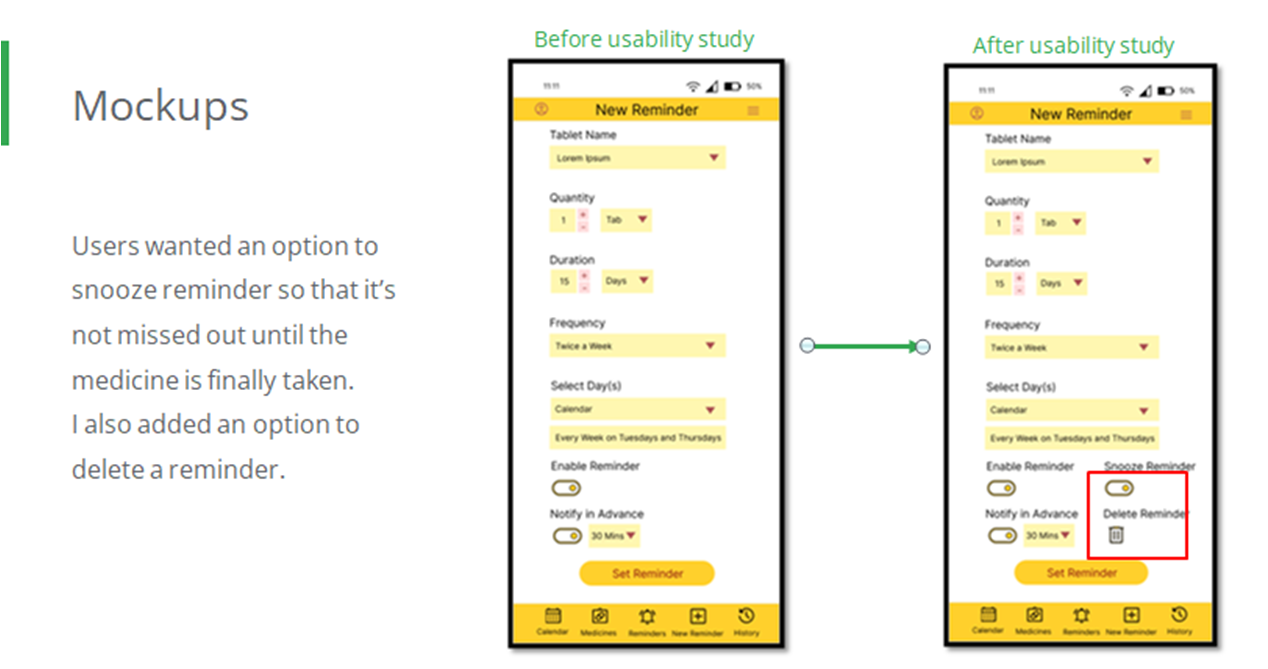 Mockups
Users wanted an option to
snooze reminder so that it’s
not missed out until the
medicine is finally taken.
I also added an option to
delete a reminder.
Before usability study
11:11 50%
New Reminder
Tablet Name
Lorem Ipsum
Quantity
1 + - Tab
Duration
15 + - Days
Frequency
Twice a Week
Select Day(s)
Calendar
Every Week on Tuesdays and Thursdays
Enable Reminder
Notify in Advance
30 Mins
Set Reminder
Calendar Medicines Reminders New Reminder History
After usability study
11:11 50%
New Reminder
Tablet Name
Lorem Ipsum
Quantity
1 + - Tab
Duration
15 + - Days
Frequency
Twice a Week
Select Day(s)
Calendar
Every Week on Tuesdays and Thursdays
Enable Reminder Snooze Reminder
Notify in Advance Delete Reminder
30 Mins
Set Reminder
Calendar Medicines Reminders New Reminder History